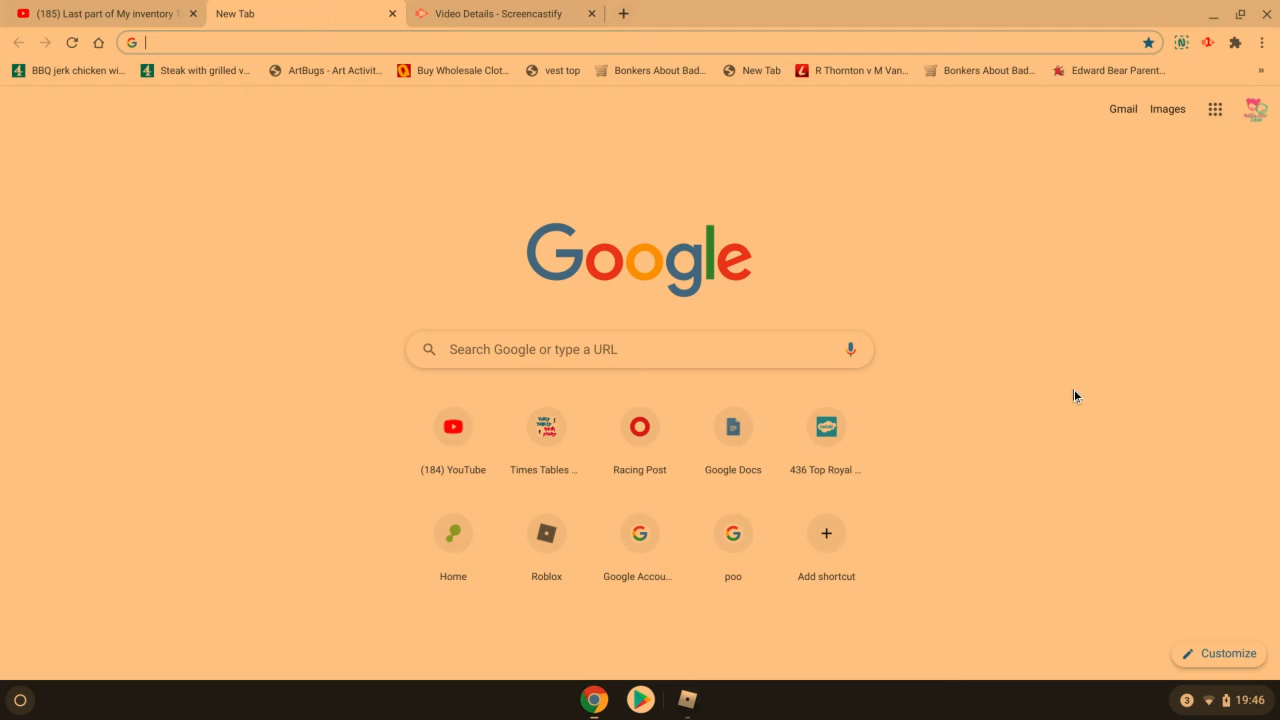 (185) Last part of My inventory
New Tab
Video Details - Screencastify
BBQ jerk chicken wi...
Steak with grilled v...
ArtBugs - Art Activit...
Buy Wholesale Clot...
vest top
Bonkers About Bad...
New Tab
R Thornton v M Van...
Bonkers About Bad...
Edward Bear Parent...
»
Gmail
Images
Google
Search Google or type a URL
(184) YouTube
Times Tables ...
Racing Post
Google Docs
436 Top Royal ...
Home
Roblox
Google Accou...
poo
Add shortcut
Customize
3
19:46